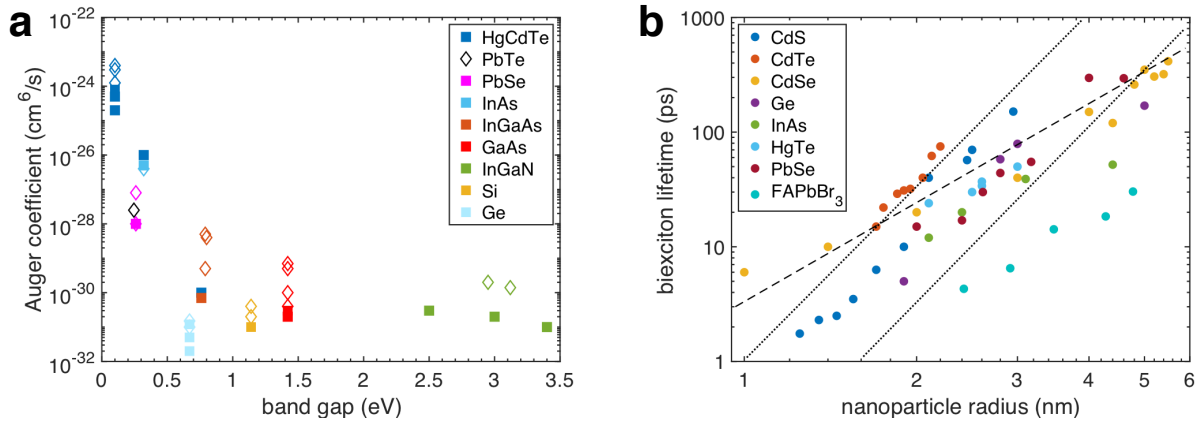 a
10^-22
10^-24
10^-26
10^-28
10^-30
10^-32
Auger coefficient (cm^6/s)
HgCdTe
PbTe
PbSe
InAs
InGaAs
GaAs
InGaN
Si
Ge
0 0.5 1 1.5 2 2.5 3 3.5
band gap (eV)
b
1000
100
10
1
biexciton lifetime (ps)
CdS
CdTe
CdSe
Ge
InAs
HgTe
PbSe
FAPbBr_3
1 2 3 4 5 6
nanoparticle radius (nm)